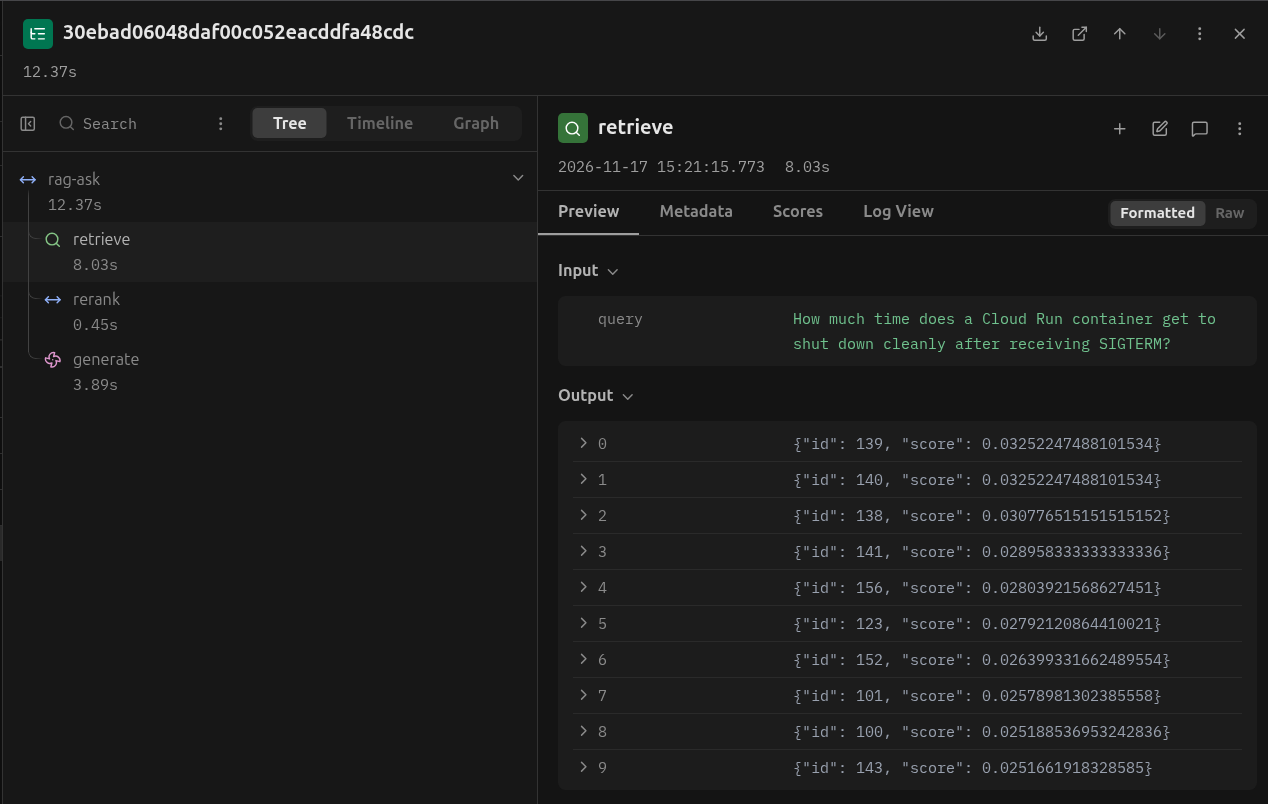 30ebad06048daf00c052eacddfa48cdc
12.37s
Search
Tree
Timeline
Graph
rag-ask
12.37s
retrieve
8.03s
rerank
0.45s
generate
3.89s
retrieve
2026-11-17 15:21:15.773 8.03s
Preview
Metadata
Scores
Log View
Formatted
Raw
Input
query
How much time does a Cloud Run container get to
shut down cleanly after receiving SIGTERM?
Output
0 {"id": 139, "score": 0.03252247488101534}
1 {"id": 140, "score": 0.03252247488101534}
2 {"id": 138, "score": 0.030776515151515152}
3 {"id": 141, "score": 0.028958333333333336}
4 {"id": 156, "score": 0.02803921568627451}
5 {"id": 123, "score": 0.02792120864410021}
6 {"id": 152, "score": 0.026399331662489554}
7 {"id": 101, "score": 0.02578981302385558}
8 {"id": 100, "score": 0.025188536953242836}
9 {"id": 143, "score": 0.0251661918328585}